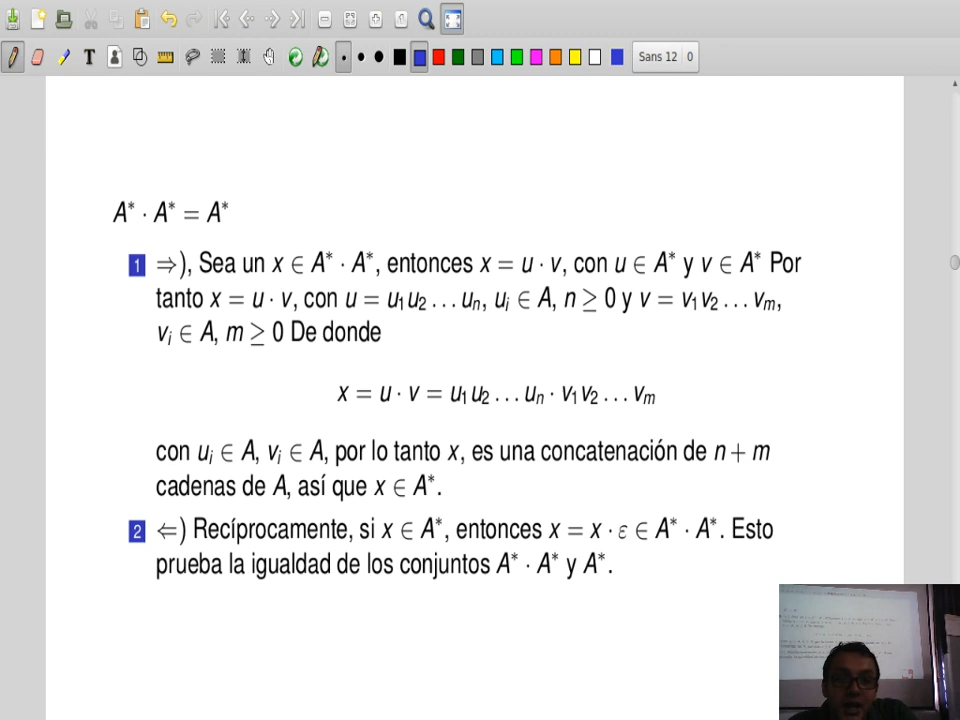 Sans 12 0
A* · A* = A*
1 ⇒), Sea un x ∈ A* · A*, entonces x = u · v, con u ∈ A* y v ∈ A* Por
tanto x = u · v, con u = u₁u₂ … uₙ, uᵢ ∈ A, n ≥ 0 y v = v₁v₂ … vₘ,
vᵢ ∈ A, m ≥ 0 De donde
x = u · v = u₁u₂ … uₙ · v₁v₂ … vₘ
con uᵢ ∈ A, vᵢ ∈ A, por lo tanto x, es una concatenación de n + m
cadenas de A, así que x ∈ A*.
2 ⇐) Recíprocamente, si x ∈ A*, entonces x = x · ε ∈ A* · A*. Esto
prueba la igualdad de los conjuntos A* · A* y A*.